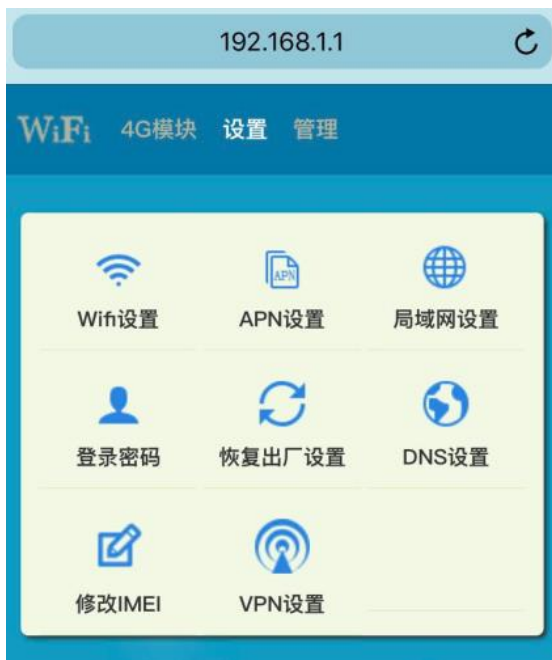 192.168.1.1
WiFi 4G模块 设置 管理
APN
Wifi设置 APN设置 局域网设置
登录密码 恢复出厂设置 DNS设置
修改IMEI VPN设置